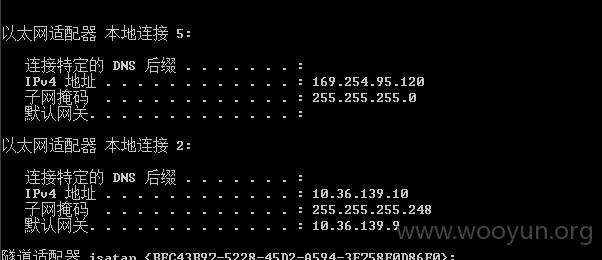 以太网适配器 本地连接 5:
连接特定的 DNS 后缀 . . . . . . . :
IPv4 地址 . . . . . . . . . . . . : 169.254.95.120
子网掩码 . . . . . . . . . . . . : 255.255.255.0
默认网关. . . . . . . . . . . . . :
以太网适配器 本地连接 2:
连接特定的 DNS 后缀 . . . . . . . :
IPv4 地址 . . . . . . . . . . . . : 10.36.139.10
子网掩码 . . . . . . . . . . . . : 255.255.255.248
默认网关. . . . . . . . . . . . . : 10.36.139.9
www.wooyun.org
隧道适配器 isatap.{BFC43B97-5228-45D2-A594-3F758F0D86F0}: